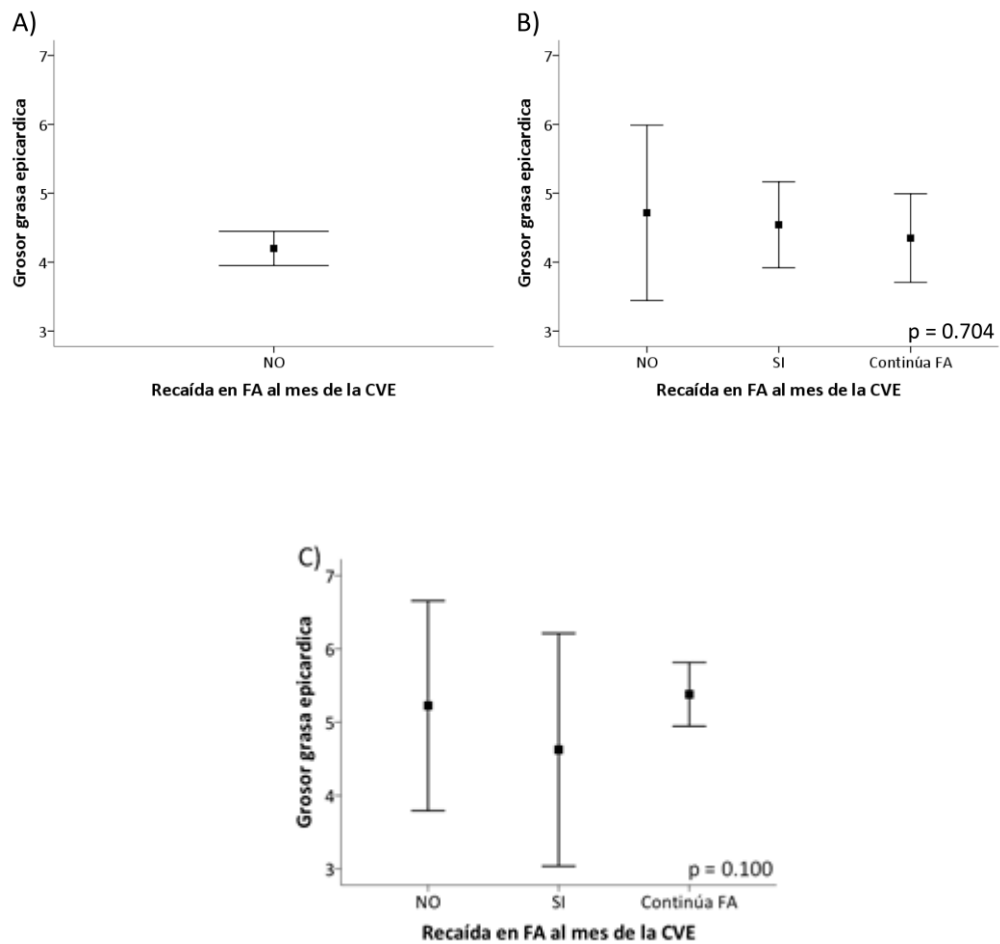 A)
Grosor grasa epicardica
7
6
5
4
3
NO
Recaída en FA al mes de la CVE
B)
Grosor grasa epicardica
7
6
5
4
3
p = 0.704
NO SI Continúa FA
Recaída en FA al mes de la CVE
C)
Grosor grasa epicardica
7
6
5
4
3
p = 0.100
NO SI Continúa FA
Recaída en FA al mes de la CVE